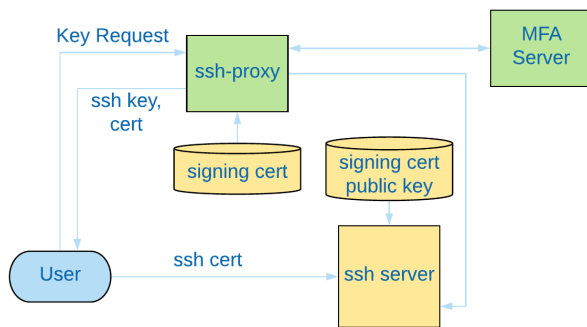 Key Request
MFA
Server
ssh-proxy
ssh key,
cert
signing cert
signing cert
public key
ssh cert
User
ssh server